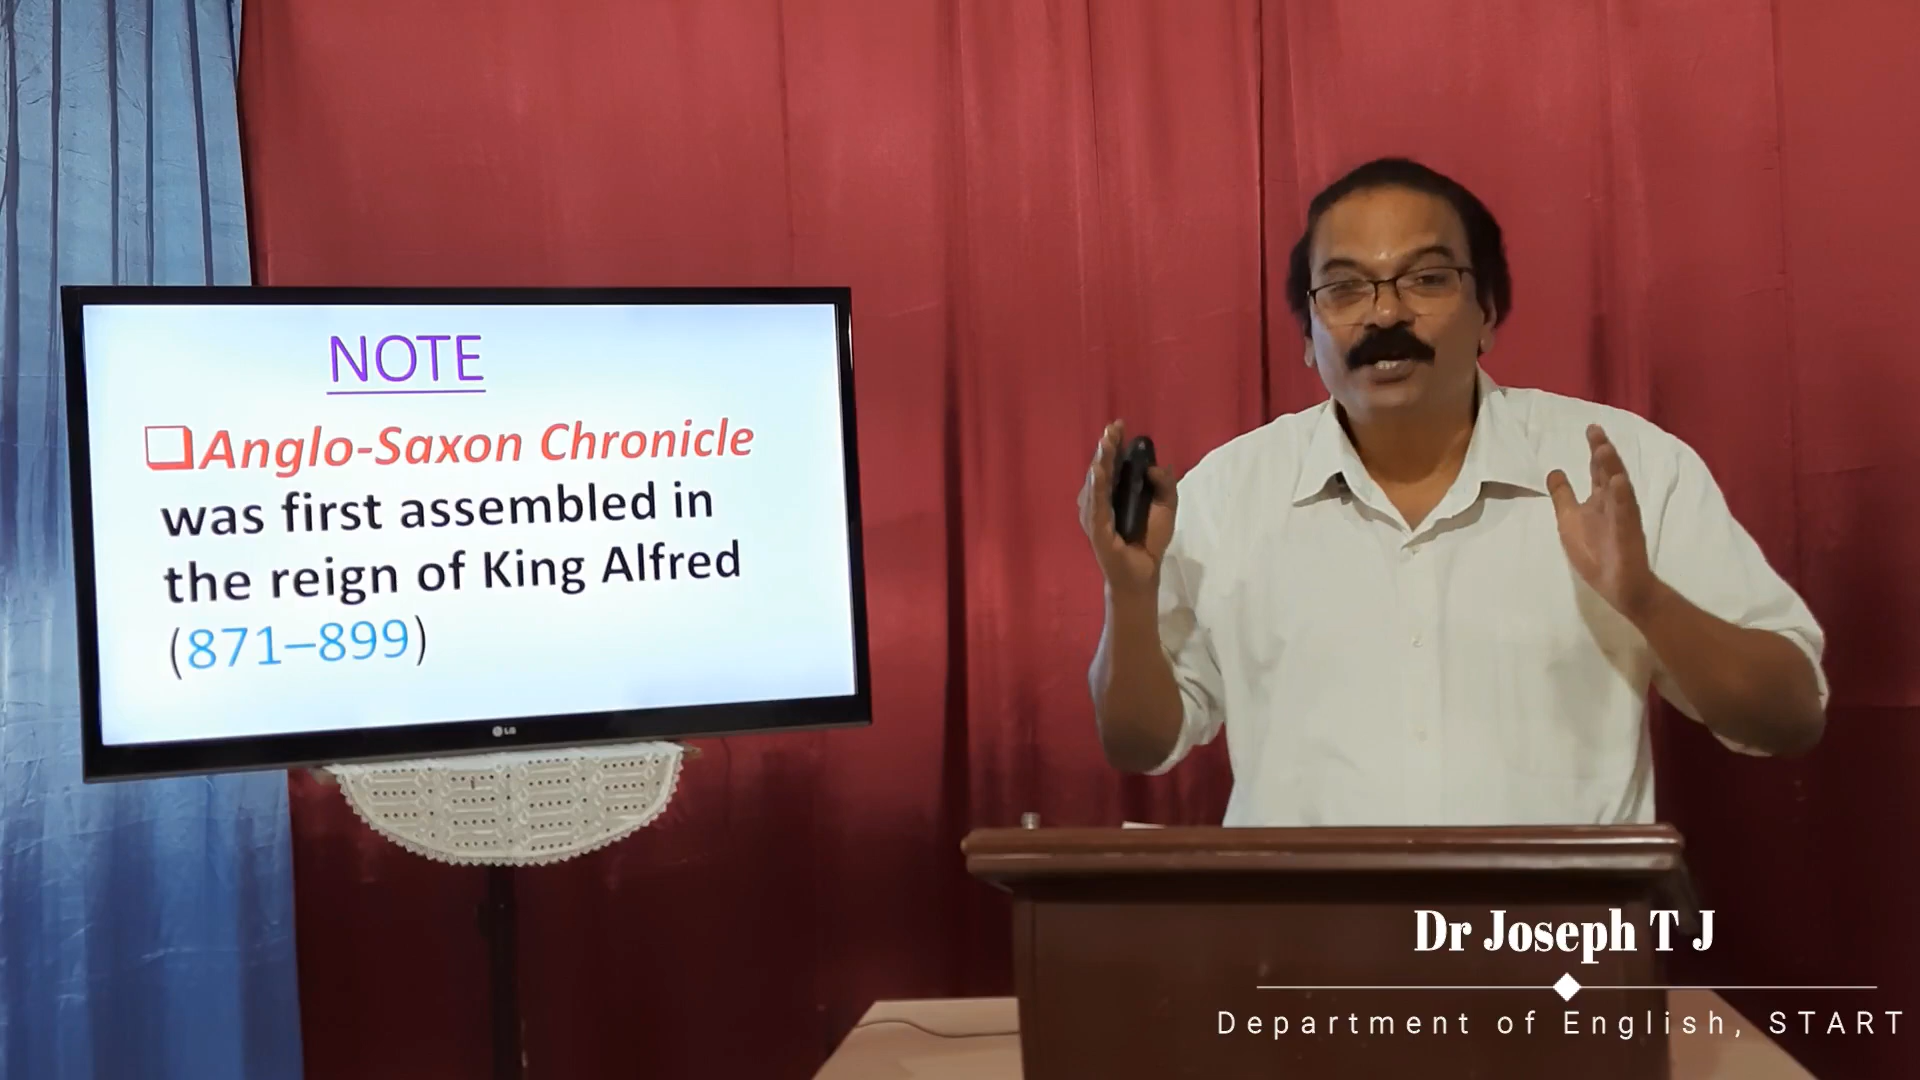 NOTE
❑Anglo-Saxon Chronicle
was first assembled in
the reign of King Alfred
(871–899)
LG
Dr Joseph T J
Department of English, START